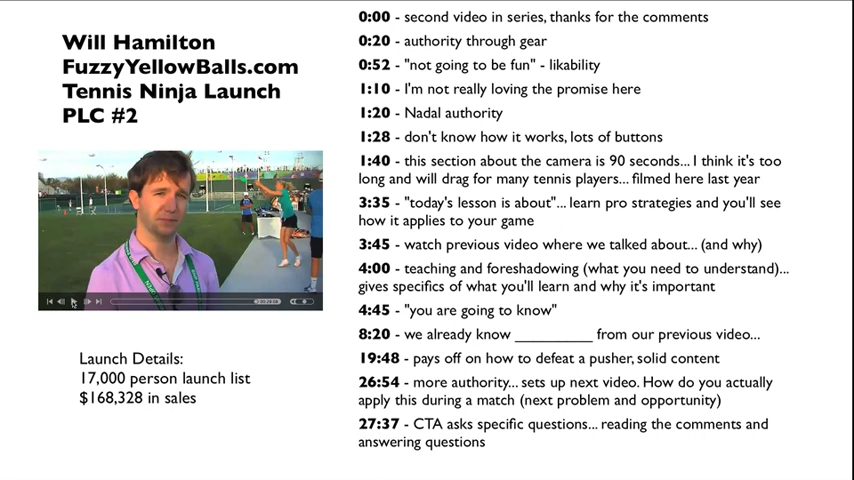 Will Hamilton
FuzzyYellowBalls.com
Tennis Ninja Launch
PLC #2
Launch Details:
17,000 person launch list
$168,328 in sales
0:00 - second video in series, thanks for the comments
0:20 - authority through gear
0:52 - "not going to be fun" - likability
1:10 - I'm not really loving the promise here
1:20 - Nadal authority
1:28 - don't know how it works, lots of buttons
1:40 - this section about the camera is 90 seconds... I think it's too
long and will drag for many tennis players... filmed here last year
3:35 - "today's lesson is about"... learn pro strategies and you'll see
how it applies to your game
3:45 - watch previous video where we talked about... (and why)
4:00 - teaching and foreshadowing (what you need to understand)...
gives specifics of what you'll learn and why it's important
4:45 - "you are going to know"
8:20 - we already know __________ from our previous video...
19:48 - pays off on how to defeat a pusher, solid content
26:54 - more authority... sets up next video. How do you actually
apply this during a match (next problem and opportunity)
27:37 - CTA asks specific questions... reading the comments and
answering questions